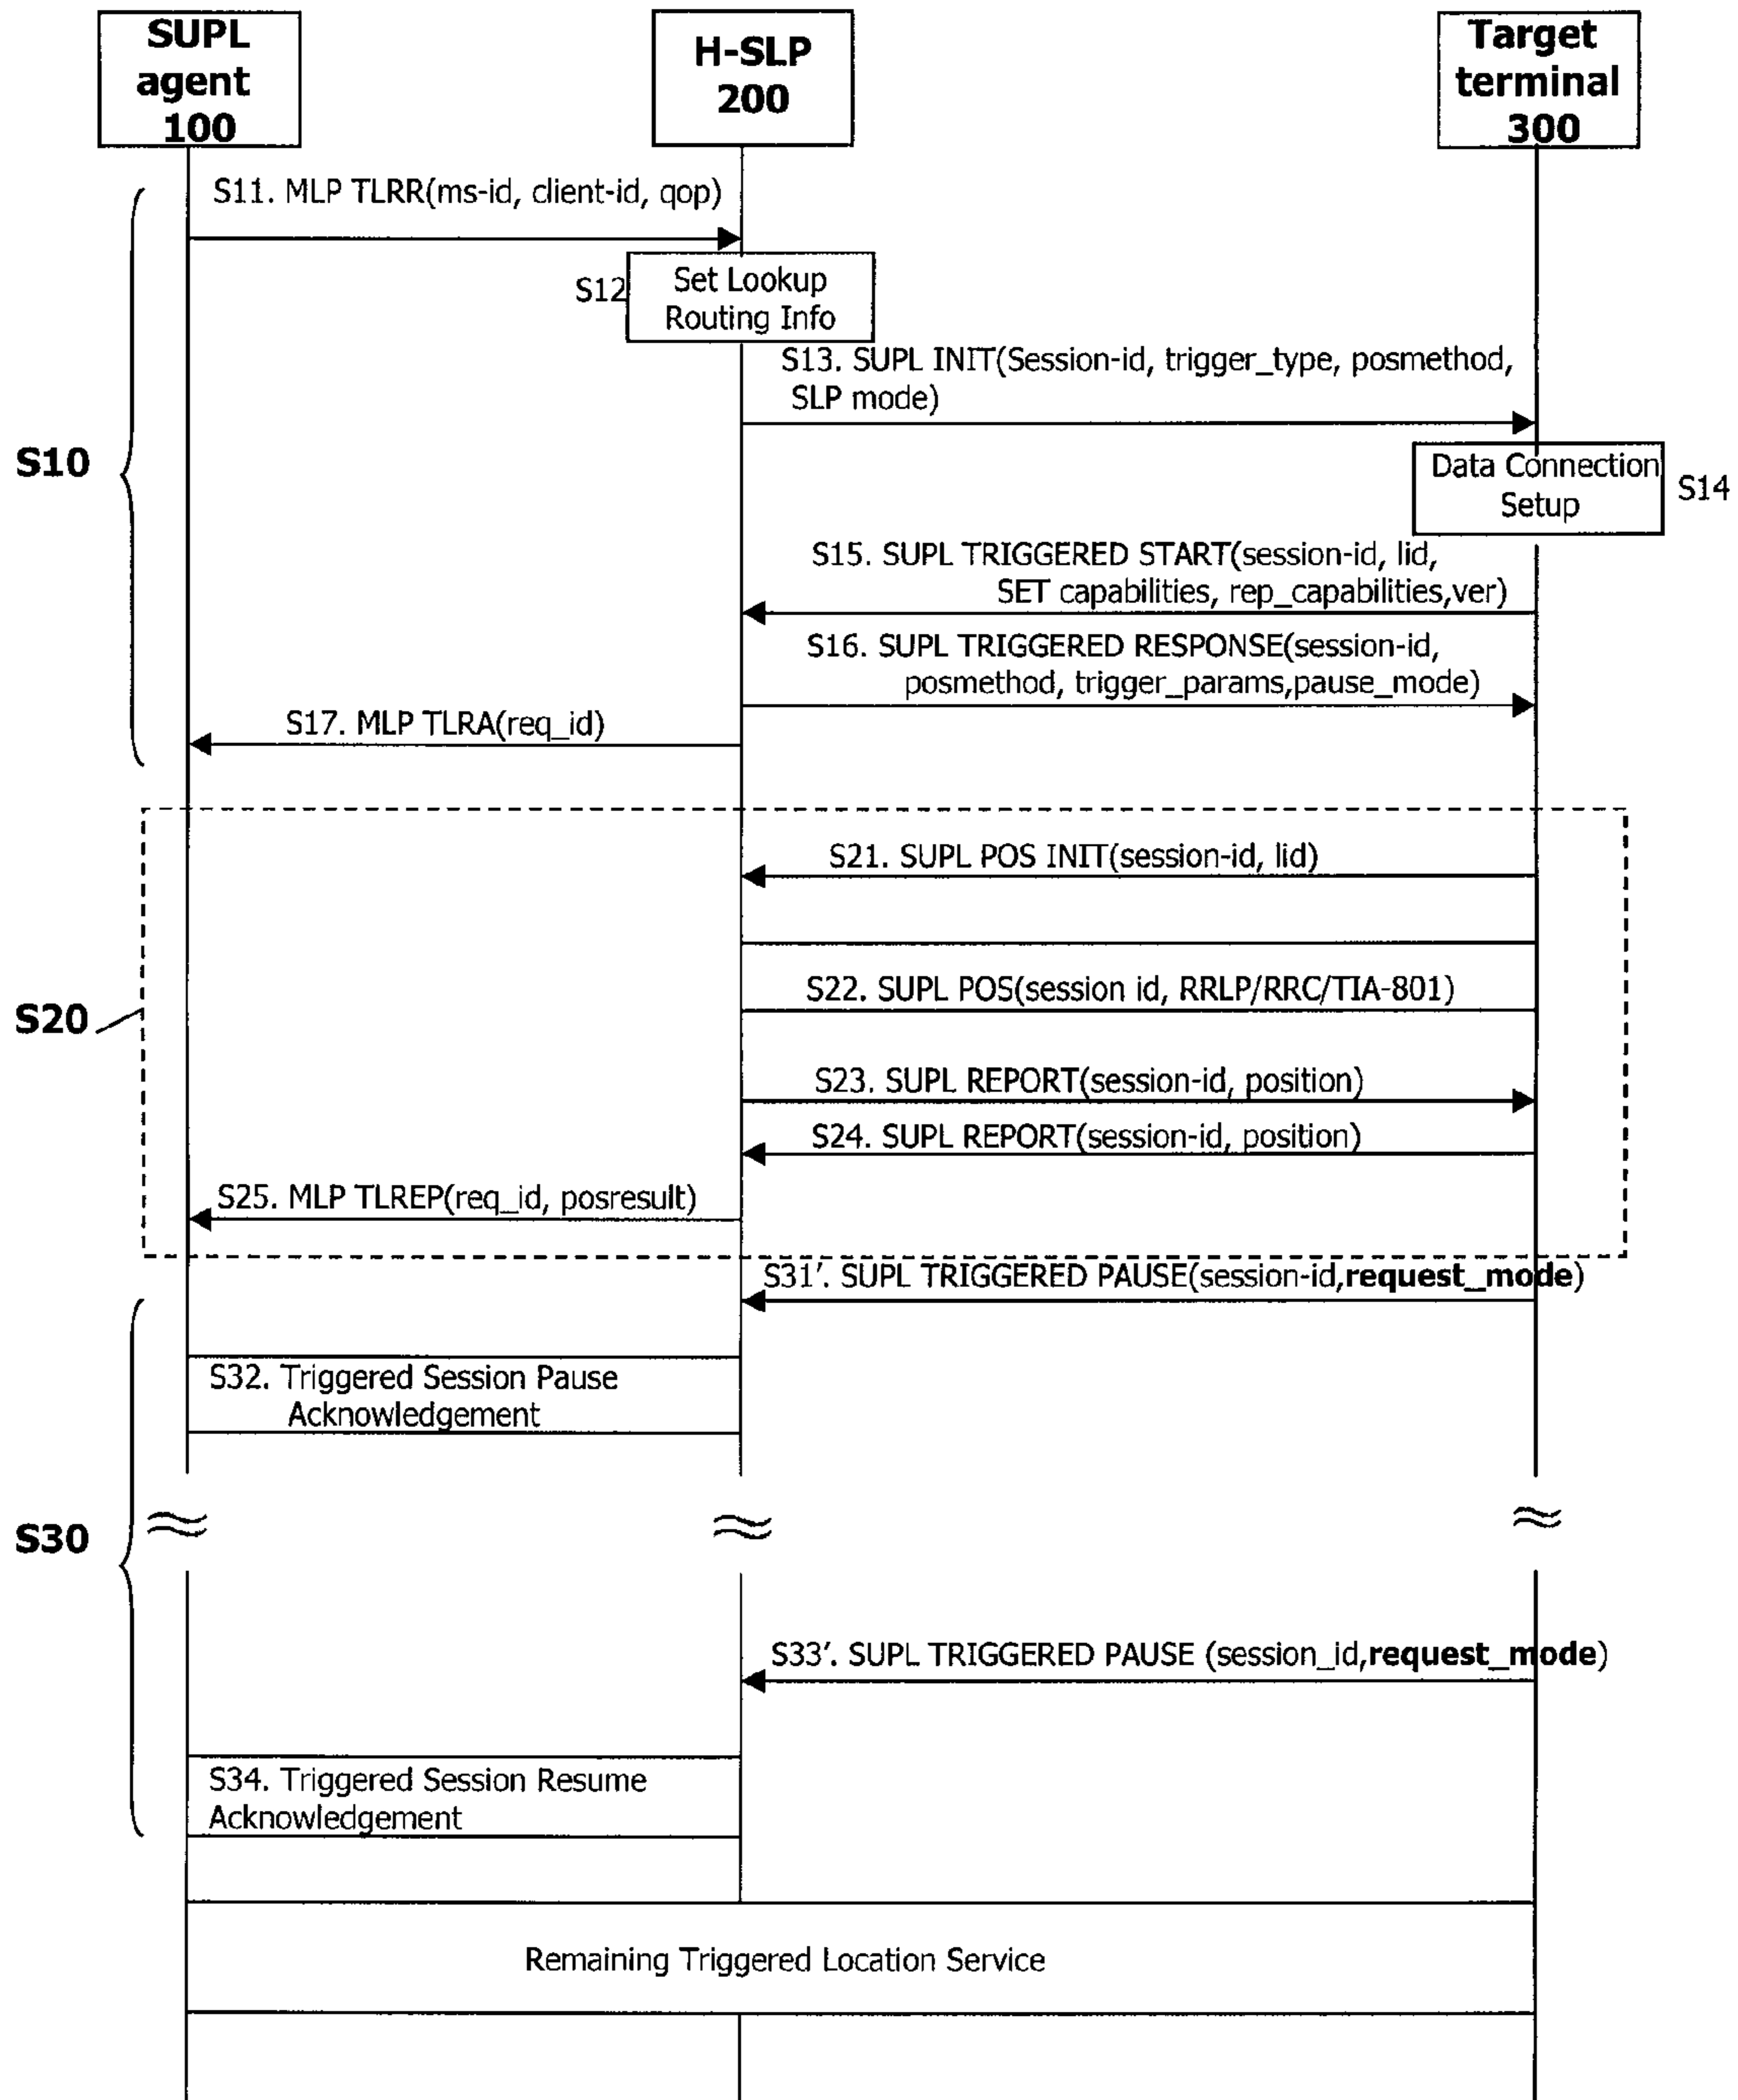 SUPL
agent
100
H-SLP
200
Target
terminal
300
S11. MLP TLRR(ms-id, client-id, qop)
S12
Set Lookup
Routing Info
S13. SUPL INIT(Session-id, trigger_type, posmethod,
SLP mode)
S10
Data Connection
Setup
S14
S15. SUPL TRIGGERED START(session-id, lid,
SET capabilities, rep_capabilities,ver)
S16. SUPL TRIGGERED RESPONSE(session-id,
posmethod, trigger_params,pause_mode)
S17. MLP TLRA(req_id)
S21. SUPL POS INIT(session-id, lid)
S20
S22. SUPL POS(session id, RRLP/RRC/TIA-801)
S23. SUPL REPORT(session-id, position)
S24. SUPL REPORT(session-id, position)
S25. MLP TLREP(req_id, posresult)
S31′. SUPL TRIGGERED PAUSE(session-id,request_mode)
S32. Triggered Session Pause
Acknowledgement
S30
S33′. SUPL TRIGGERED PAUSE (session_id,request_mode)
S34. Triggered Session Resume
Acknowledgement
Remaining Triggered Location Service